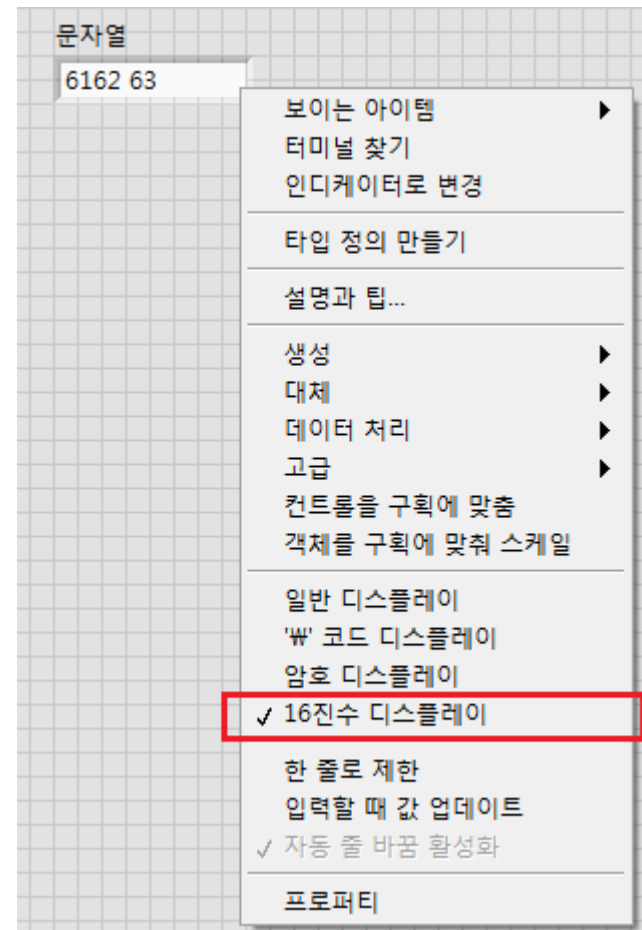 문자열
6162 63
보이는 아이템
터미널 찾기
인디케이터로 변경
타입 정의 만들기
설명과 팁...
생성
대체
데이터 처리
고급
컨트롤을 구획에 맞춤
객체를 구획에 맞춰 스케일
일반 디스플레이
'₩' 코드 디스플레이
암호 디스플레이
✓ 16진수 디스플레이
한 줄로 제한
입력할 때 값 업데이트
✓ 자동 줄 바꿈 활성화
프로퍼티